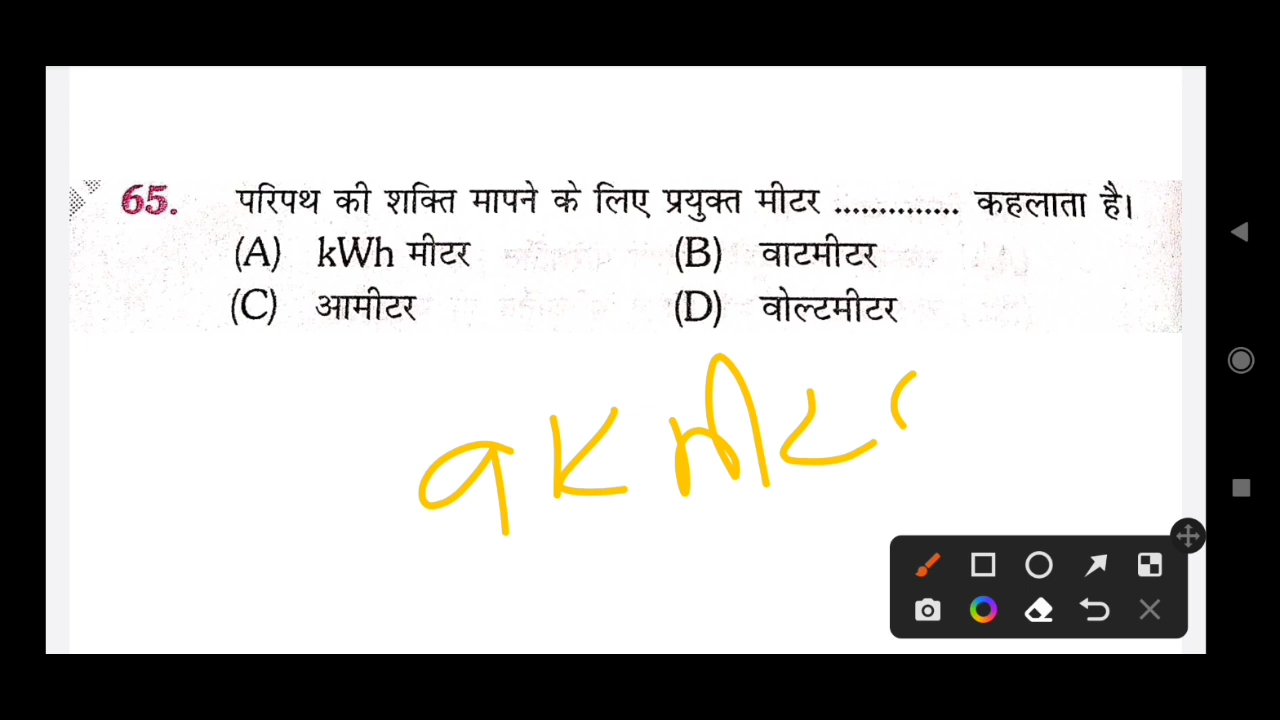 65. परिपथ की शक्ति मापने के लिए प्रयुक्त मीटर .............. कहलाता है।
(A) kWh मीटर (B) वाटमीटर
(C) आमीटर (D) वोल्टमीटर